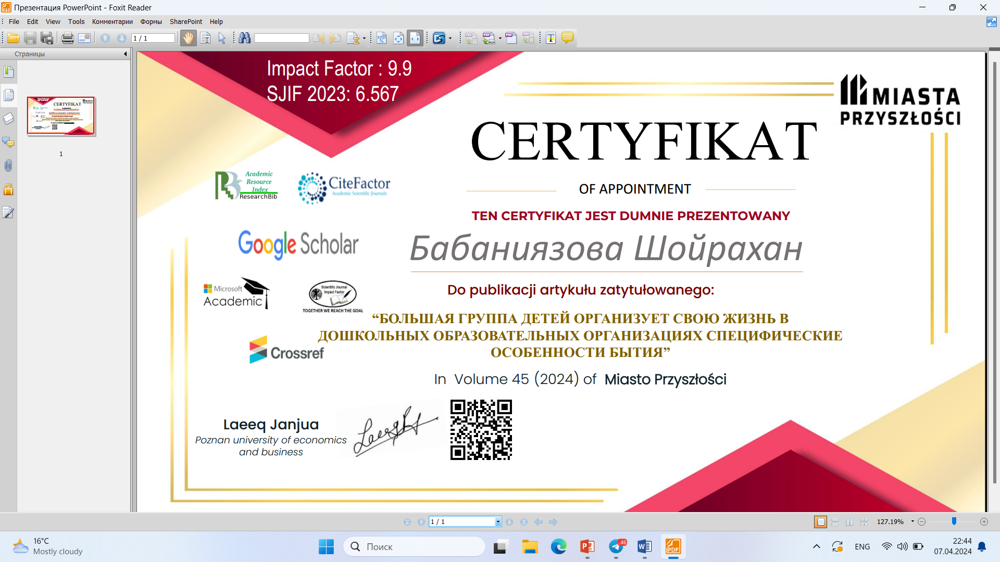 Презентация PowerPoint - Foxit Reader
File Edit View Tools Комментарии Формы SharePoint Help
1 / 1
Страницы
1
Impact Factor : 9.9
SJIF 2023: 6.567
MIASTA
PRZYSZŁOŚCI
CERTYFIKAT
OF APPOINTMENT
TEN CERTYFIKAT JEST DUMNIE PREZENTOWANY
Бабаниязова Шойрахан
Academic
Resource
Index
ResearchBib
CiteFactor
Academic Scientific Journals
Google Scholar
Microsoft
Academic
Scientific Journal
Impact Factor
TOGETHER WE REACH THE GOAL
Crossref
Do publikacji artykułu zatytułowanego:
“БОЛЬШАЯ ГРУППА ДЕТЕЙ ОРГАНИЗУЕТ СВОЮ ЖИЗНЬ В
ДОШКОЛЬНЫХ ОБРАЗОВАТЕЛЬНЫХ ОРГАНИЗАЦИЯХ СПЕЦИФИЧЕСКИЕ
ОСОБЕННОСТИ БЫТИЯ”
In Volume 45 (2024) of Miasto Przyszłości
Laeeq Janjua
Poznan university of economics
and business
1 / 1
127.19%
16°C
Mostly cloudy
Поиск
46
ENG
22:44
07.04.2024